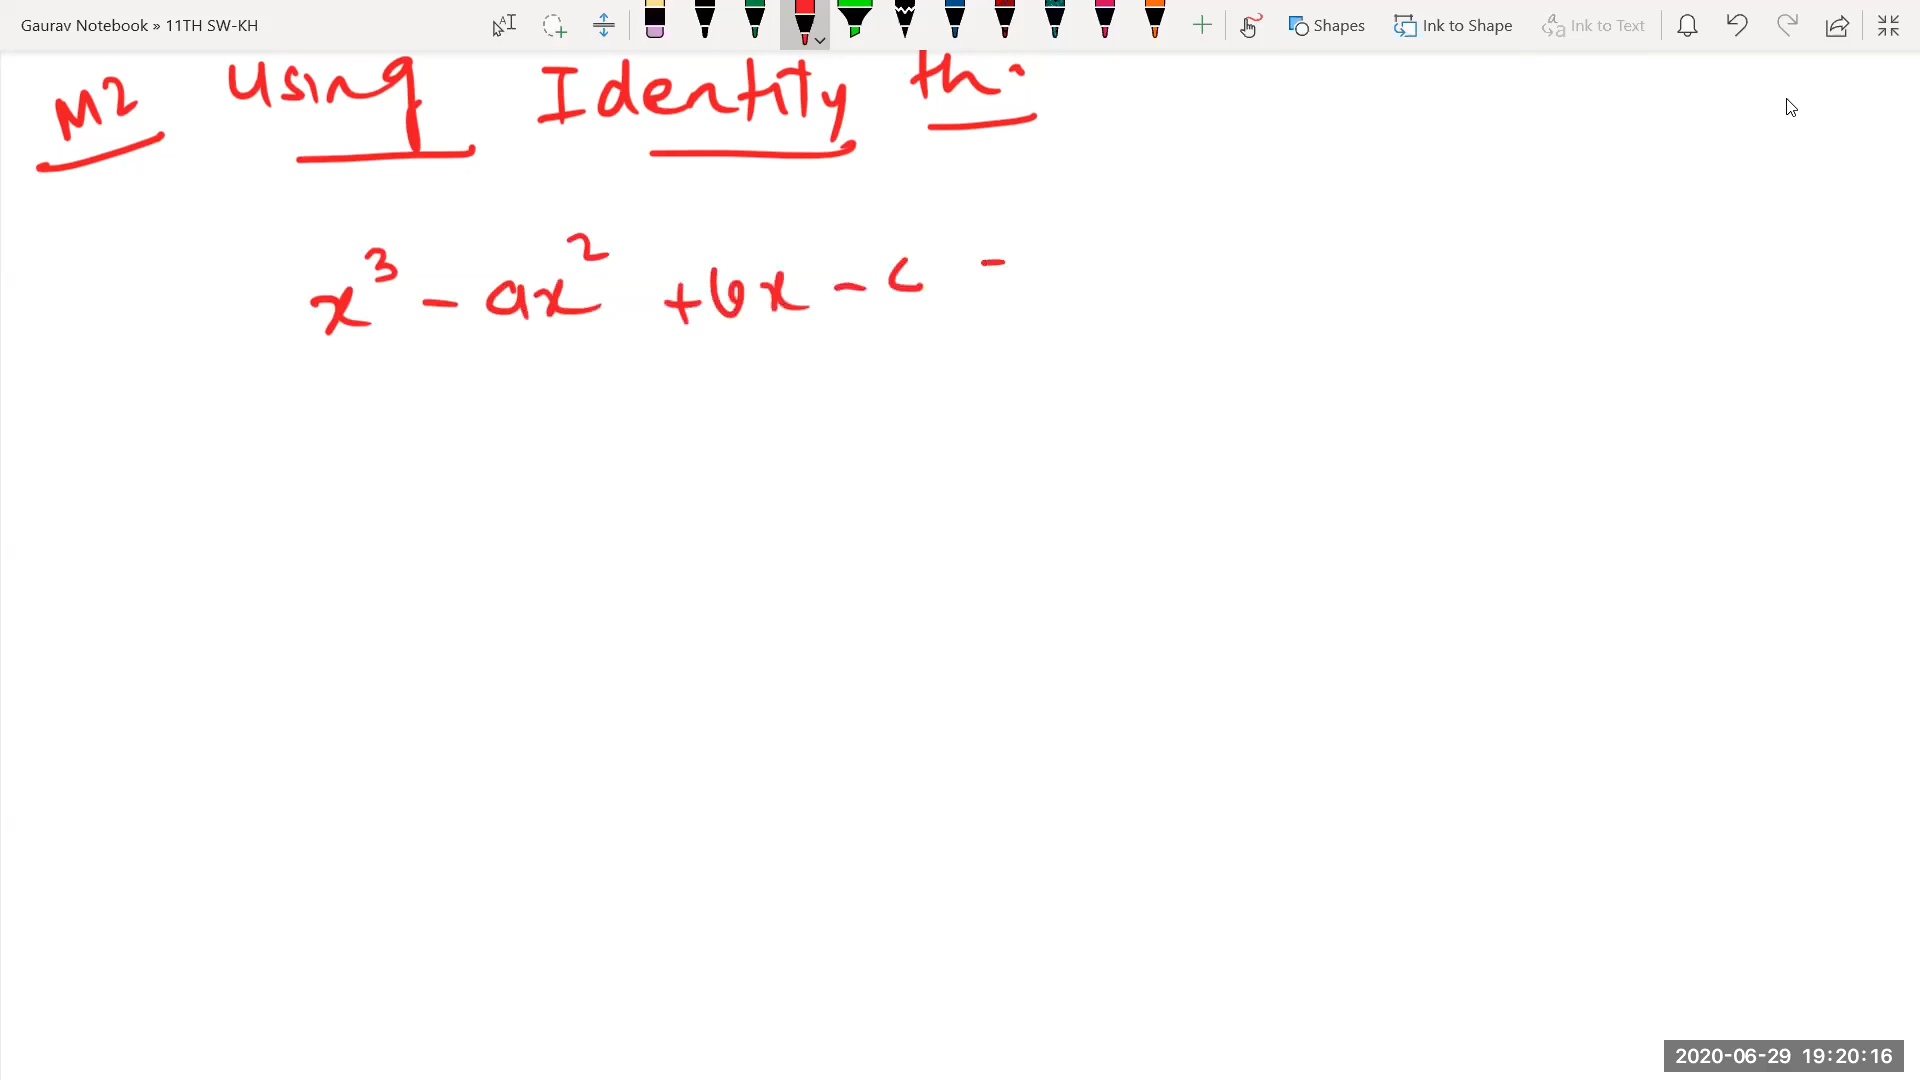 Gaurav Notebook » 11TH SW-KH Shapes Ink to Shape Ink to Text
M2 Using Identity th.
x³ - ax² + bx - c =
2020-06-29 19:20:16